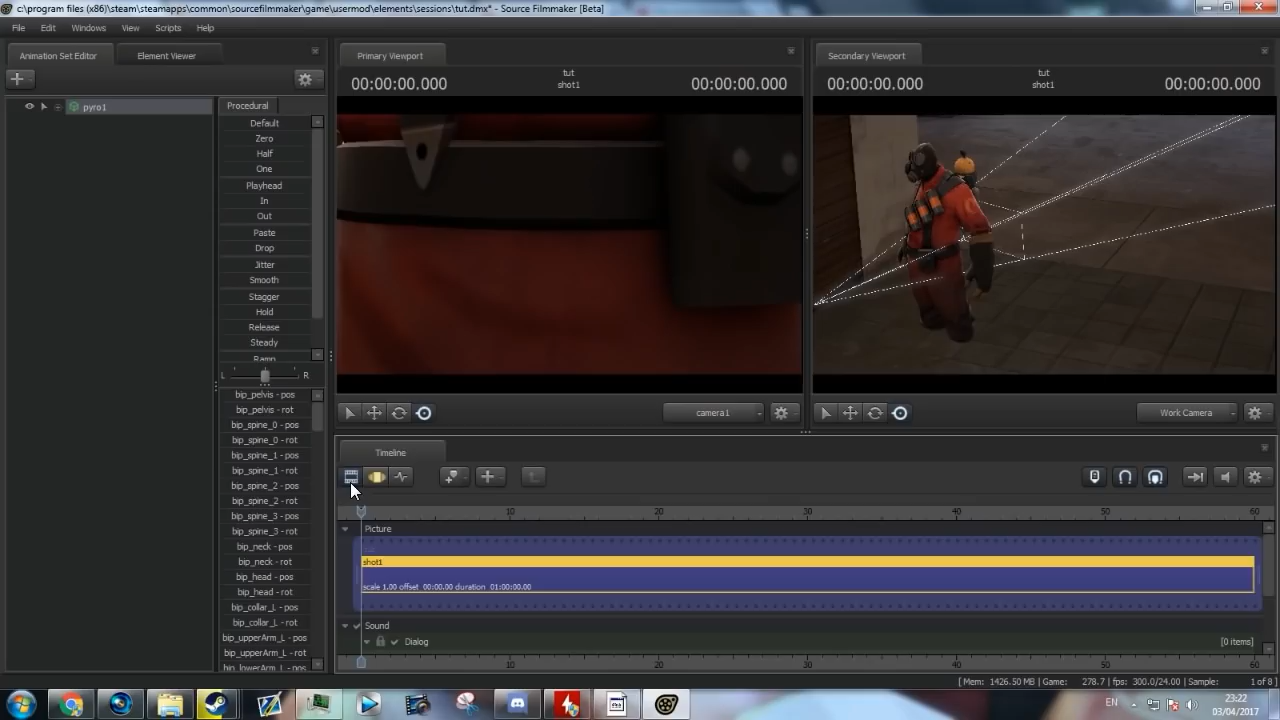 c:\program files (x86)\steam\steamapps\common\sourcefilmmaker\game\usermod\elements\sessions\tut.dmx* - Source Filmmaker [Beta]
File Edit Windows View Scripts Help
Animation Set Editor Element Viewer
Primary Viewport
Secondary Viewport
00:00:00.000 tut 00:00:00.000
shot1
00:00:00.000 tut 00:00:00.000
shot1
pyro1
Procedural
Default
Zero
Half
One
Playhead
In
Out
Paste
Drop
Jitter
Smooth
Stagger
Hold
Release
Steady
Ramp
L R
bip_pelvis - pos
bip_pelvis - rot
bip_spine_0 - pos
bip_spine_0 - rot
bip_spine_1 - pos
bip_spine_1 - rot
bip_spine_2 - pos
bip_spine_2 - rot
bip_spine_3 - pos
bip_spine_3 - rot
bip_neck - pos
bip_neck - rot
bip_head - pos
bip_head - rot
bip_collar_L - pos
bip_collar_L - rot
bip_upperArm_L - pos
bip_upperArm_L - rot
bip_lowerArm_L - pos
camera1
Work Camera
Timeline
10 20 30 40 50 60
Picture
shot1
scale 1.00 offset 00:00.00 duration 01:00:00.00
Sound
Dialog [0 items]
10 20 30 40 50 60
[ Mem: 1426.50 MB | Game: 278.7 | fps: 300.0/24.00 | Sample: 1 of 8 ]
EN
23:22
03/04/2017